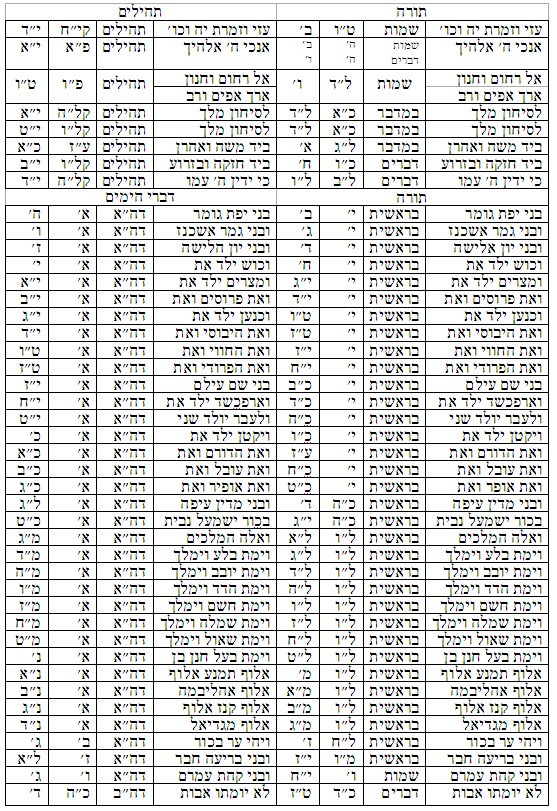 תורה תהילים
עזי וזמרת יה וכו׳ שמות ט״ו ב׳ עזי וזמרת יה וכו׳ תהילים קי״ח י״ד
אנכי ה׳ אלהיך שמות ה׳ ב׳ אנכי ה׳ אלהיך תהילים פ״א י״א
דברים ה׳ ו׳
אל רחום וחנון שמות ל״ד ו׳ אל רחום וחנון תהילים פ״ו ט״ו
ארך אפים ורב ארך אפים ורב
לסיחון מלך במדבר כ״א ל״ד לסיחון מלך תהילים קל״ח י״א
לסיחון מלך במדבר כ״א ל״ד לסיחון מלך תהילים קל״ו י״ט
ביד משה ואהרן במדבר ל״ג א׳ ביד משה ואהרן תהילים ע״ז כ״א
ביד חזקה ובזרוע דברים כ״ו ח׳ ביד חזקה ובזרוע תהילים קל״ו י״ב
כי ידין ה׳ עמו דברים ל״ב ל״ו כי ידין ה׳ עמו תהילים קל״ח י״ד
תורה דברי הימים
בני יפת גומר בראשית י׳ ב׳ בני יפת גומר דה״א א׳ ה׳
ובני גמר אשכנז בראשית י׳ ג׳ ובני גמר אשכנז דה״א א׳ ו׳
ובני יון אלישה בראשית י׳ ד׳ ובני יון אלישה דה״א א׳ ז׳
וכוש ילד את בראשית י׳ ח׳ וכוש ילד את דה״א א׳ י׳
ומצרים ילד את בראשית י׳ י״ג ומצרים ילד את דה״א א׳ י״א
ואת פרוסים ואת בראשית י׳ י״ד ואת פרוסים ואת דה״א א׳ י״ב
וכנען ילד את בראשית י׳ ט״ו וכנען ילד את דה״א א׳ י״ג
ואת היבוסי ואת בראשית י׳ ט״ז ואת היבוסי ואת דה״א א׳ י״ד
ואת החווי ואת בראשית י׳ י״ז ואת החווי ואת דה״א א׳ ט״ו
ואת הפרודי ואת בראשית י׳ י״ח ואת הפרודי ואת דה״א א׳ ט״ז
בני שם עילם בראשית י׳ כ״ב בני שם עילם דה״א א׳ י״ז
וארפכשד ילד את בראשית י׳ כ״ד וארפכשד ילד את דה״א א׳ י״ח
ולעבר יולד שני בראשית י׳ כ״ה ולעבר יולד שני דה״א א׳ י״ט
ויקטן ילד את בראשית י׳ כ״ו ויקטן ילד את דה״א א׳ כ׳
ואת הדורם ואת בראשית י׳ ע״ז ואת הדורם ואת דה״א א׳ כ״א
ואת עובל ואת בראשית י׳ כ״ח ואת עובל ואת דה״א א׳ כ״ב
ואת אופר ואת בראשית י׳ כ״ט ואת אופיר ואת דה״א א׳ כ״ג
ובני מדין עיפה בראשית כ״ה ד׳ ובני מדין עיפה דה״א א׳ ל״ג
בכור ישמעל נבית בראשית כ״ה י״ג בכור ישמעל נבית דה״א א׳ כ״ט
ואלה המלכים בראשית ל״ו ל״א ואלה המלכים דה״א א׳ מ״ג
וימת בלע וימלך בראשית ל״ו ל״ג וימת בלע וימלך דה״א א׳ מ״ד
וימת יובב וימלך בראשית ל״ו ל״ד וימת יובב וימלך דה״א א׳ מ״ה
וימת הדד וימלך בראשית ל״ו ל״ח וימת הדד וימלך דה״א א׳ מ״ו
וימת חשם וימלך בראשית ל״ו ל״ו וימת חשם וימלך דה״א א׳ מ״ז
וימת שמלה וימלך בראשית ל״ו ל״ז וימת שמלה וימלך דה״א א׳ מ״ח
וימת שאול וימלך בראשית ל״ו ל״ח וימת שאול וימלך דה״א א׳ מ״ט
וימת בעל חנן בן בראשית ל״ו ל״ט וימת בעל חנן בן דה״א א׳ נ׳
אלוף תמנע אלוף בראשית ל״ו מ׳ אלוף תמנע אלוף דה״א א׳ נ״א
אלוף אהליבמה בראשית ל״ו מ״א אלוף אהליבמה דה״א א׳ נ״ב
אלוף קנז אלוף בראשית ל״ו מ״ב אלוף קנז אלוף דה״א א׳ נ״ג
אלוף מגדיאל בראשית ל״ו מ״ג אלוף מגדיאל דה״א א׳ נ״ד
ויהי ער בכור בראשית ל״ח ז׳ ויהי ער בכור דה״א ב׳ ג׳
ובני בריעה חבר בראשית מ״ו י״ז ובני בריעה חבר דה״א ז׳ ל״א
ובני קהת עמרם שמות ו׳ י״ח ובני קהת עמרם דה״א ו׳ ג׳
לא יומתו אבות דברים כ״ד ט״ז לא יומתו אבות דה״ב כ״ה ד׳